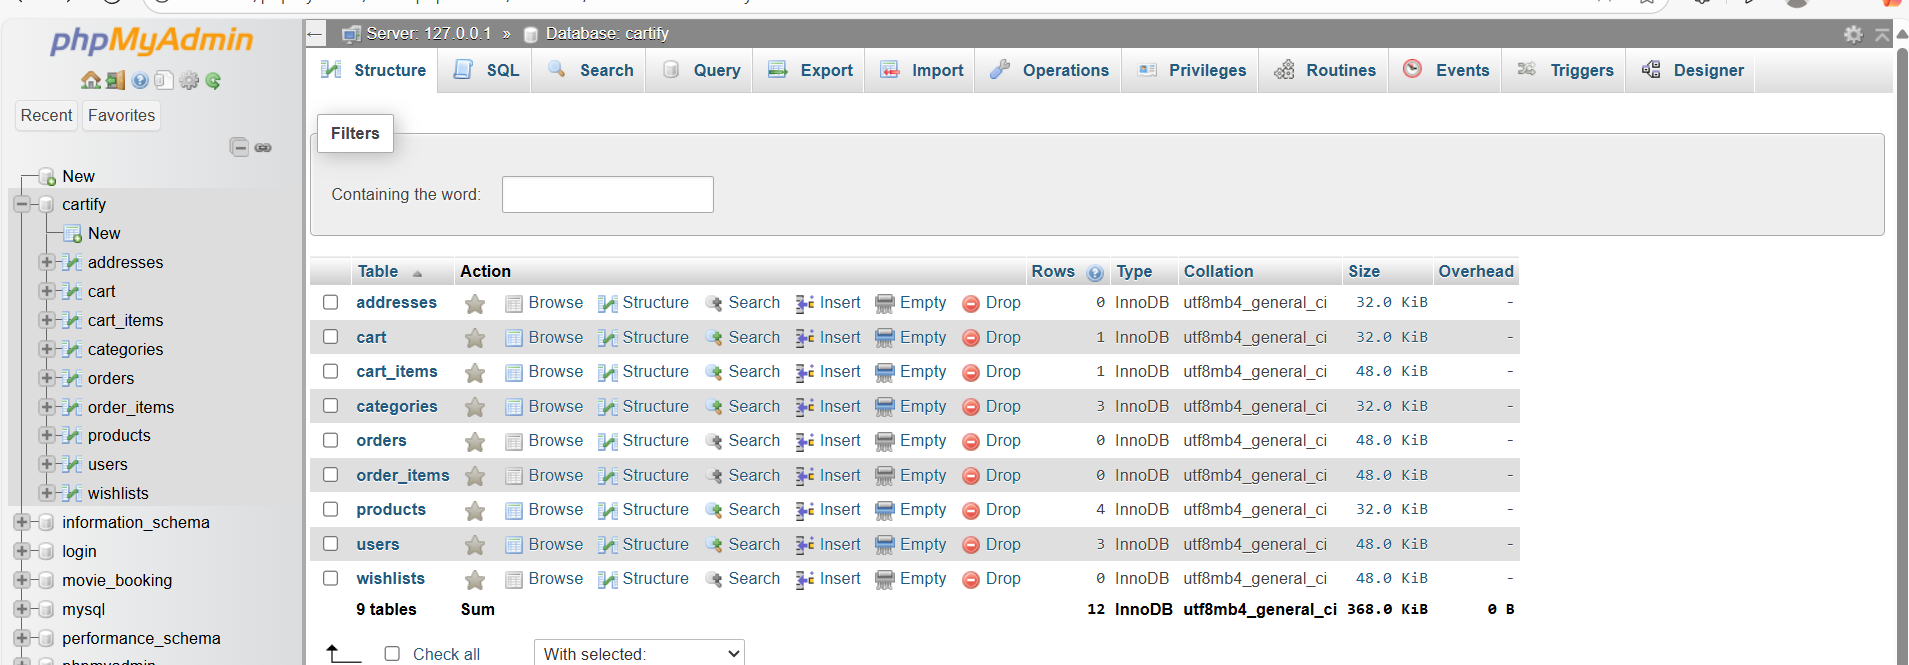 phpMyAdmin
Recent Favorites
New
cartify
New
addresses
cart
cart_items
categories
orders
order_items
products
users
wishlists
information_schema
login
movie_booking
mysql
performance_schema
Server: 127.0.0.1 » Database: cartify
Structure SQL Search Query Export Import Operations Privileges Routines Events Triggers Designer
Filters
Containing the word:
Table Action Rows Type Collation Size Overhead
addresses Browse Structure Search Insert Empty Drop 0 InnoDB utf8mb4_general_ci 32.0 KiB -
cart Browse Structure Search Insert Empty Drop 1 InnoDB utf8mb4_general_ci 32.0 KiB -
cart_items Browse Structure Search Insert Empty Drop 1 InnoDB utf8mb4_general_ci 48.0 KiB -
categories Browse Structure Search Insert Empty Drop 3 InnoDB utf8mb4_general_ci 32.0 KiB -
orders Browse Structure Search Insert Empty Drop 0 InnoDB utf8mb4_general_ci 48.0 KiB -
order_items Browse Structure Search Insert Empty Drop 0 InnoDB utf8mb4_general_ci 48.0 KiB -
products Browse Structure Search Insert Empty Drop 4 InnoDB utf8mb4_general_ci 32.0 KiB -
users Browse Structure Search Insert Empty Drop 3 InnoDB utf8mb4_general_ci 48.0 KiB -
wishlists Browse Structure Search Insert Empty Drop 0 InnoDB utf8mb4_general_ci 48.0 KiB -
9 tables Sum 12 InnoDB utf8mb4_general_ci 368.0 KiB 0 B
Check all With selected: